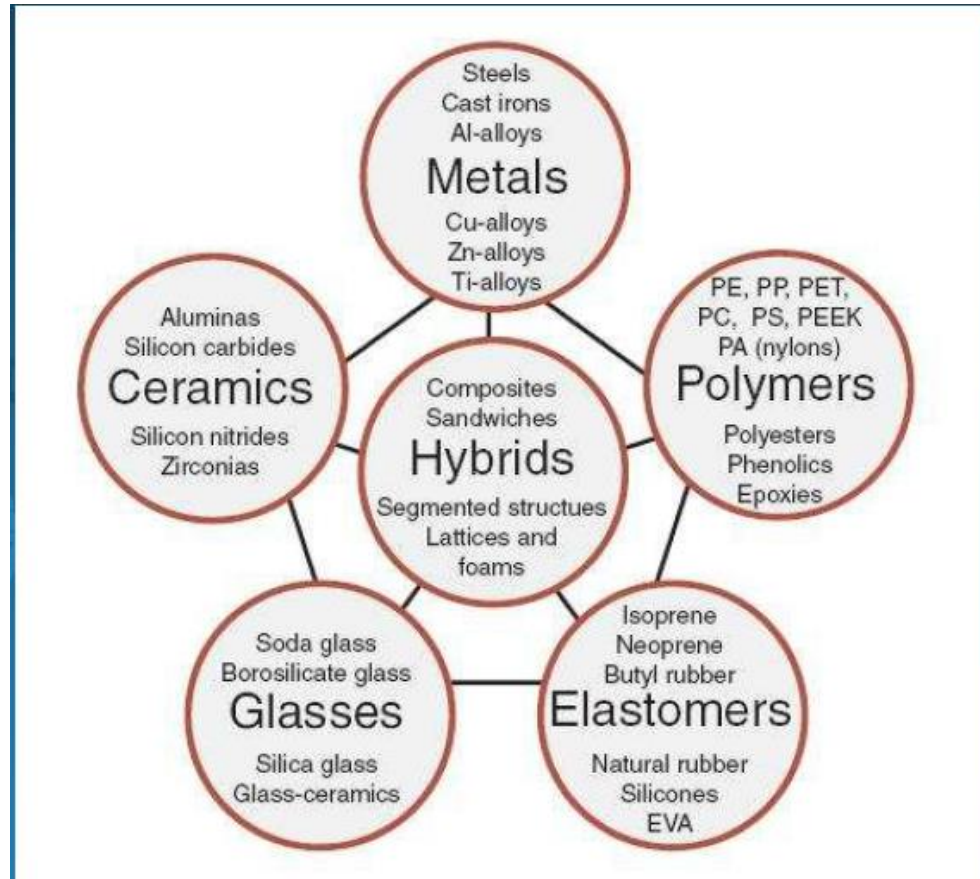 Steels
Cast irons
Al-alloys
Metals
Cu-alloys
Zn-alloys
Ti-alloys
Aluminas
Silicon carbides
Ceramics
Silicon nitrides
Zirconias
Composites
Sandwiches
Hybrids
Segmented structues
Lattices and
foams
PE, PP, PET,
PC, PS, PEEK
PA (nylons)
Polymers
Polyesters
Phenolics
Epoxies
Soda glass
Borosilicate glass
Glasses
Silica glass
Glass-ceramics
Isoprene
Neoprene
Butyl rubber
Elastomers
Natural rubber
Silicones
EVA